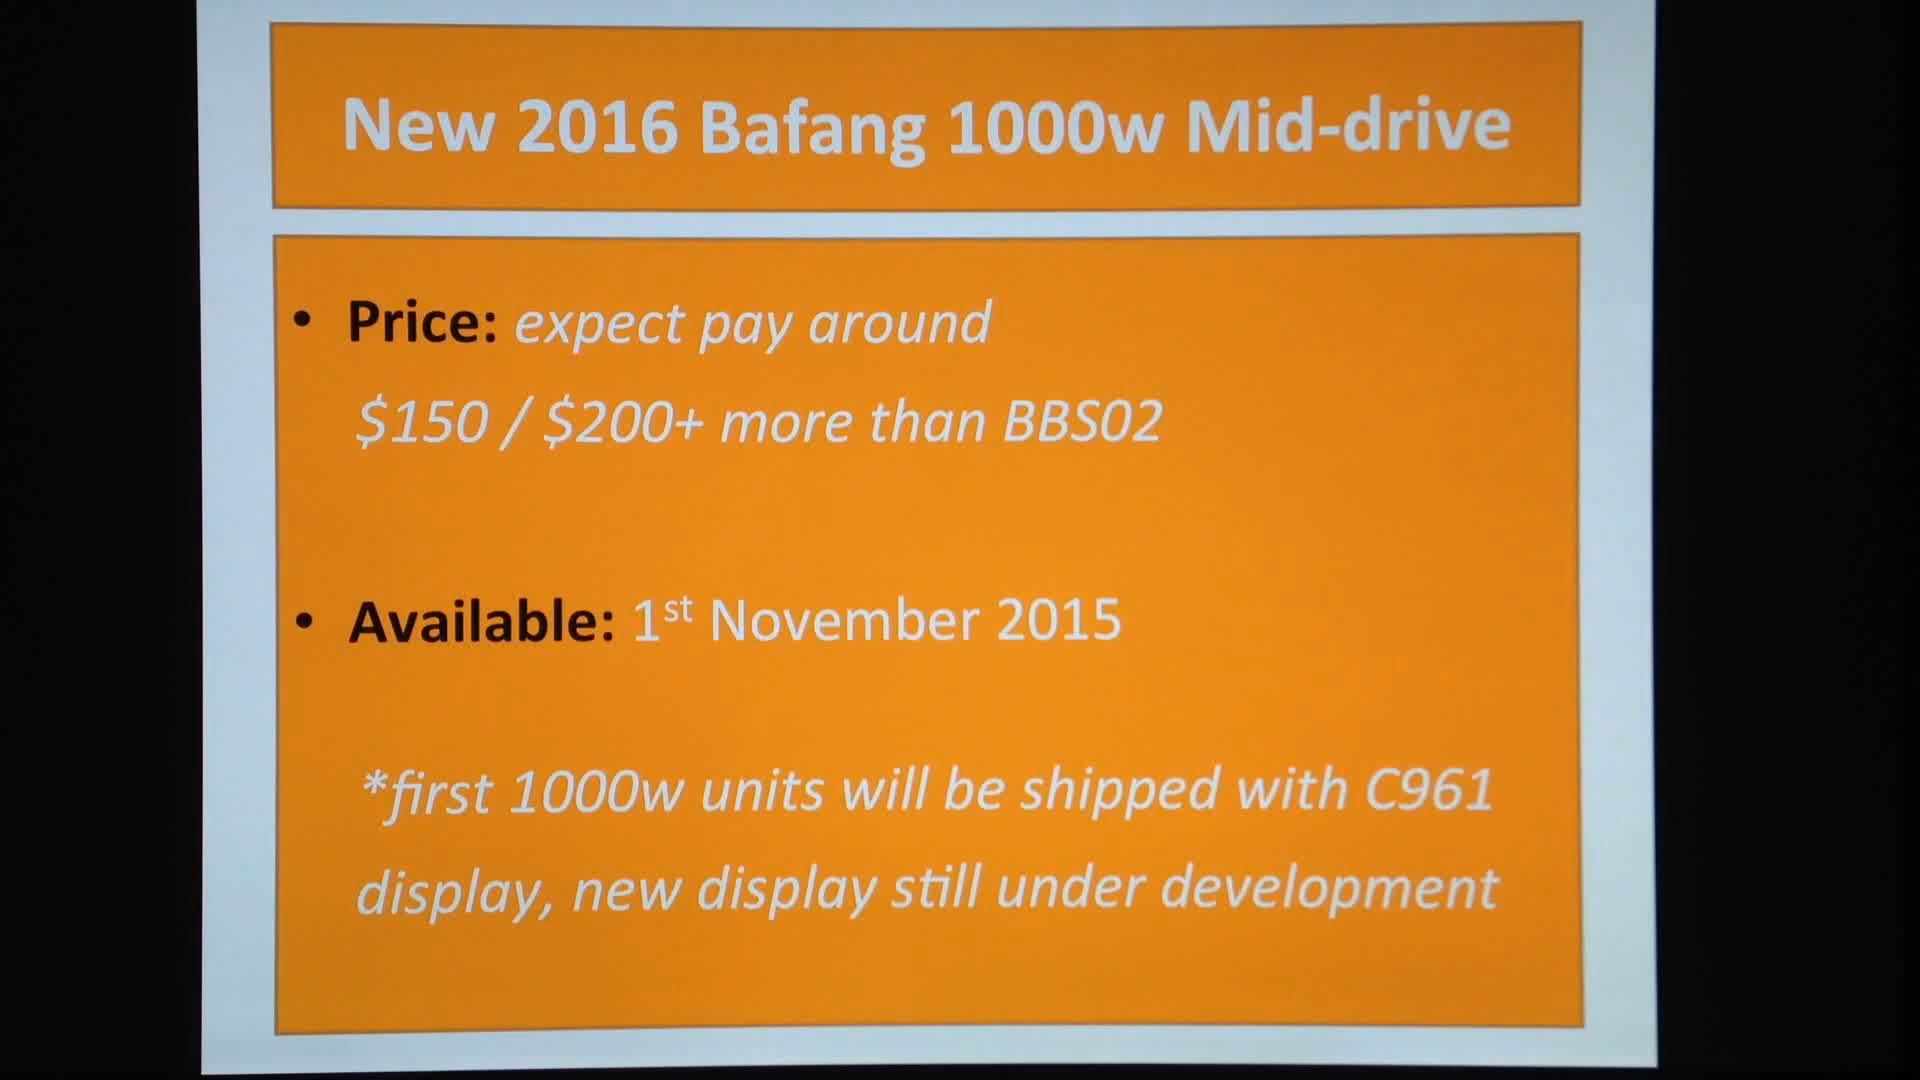 New 2016 Bafang 1000w Mid-drive
• Price: expect pay around
$150 / $200+ more than BBS02
• Available: 1st November 2015
*first 1000w units will be shipped with C961
display, new display still under development